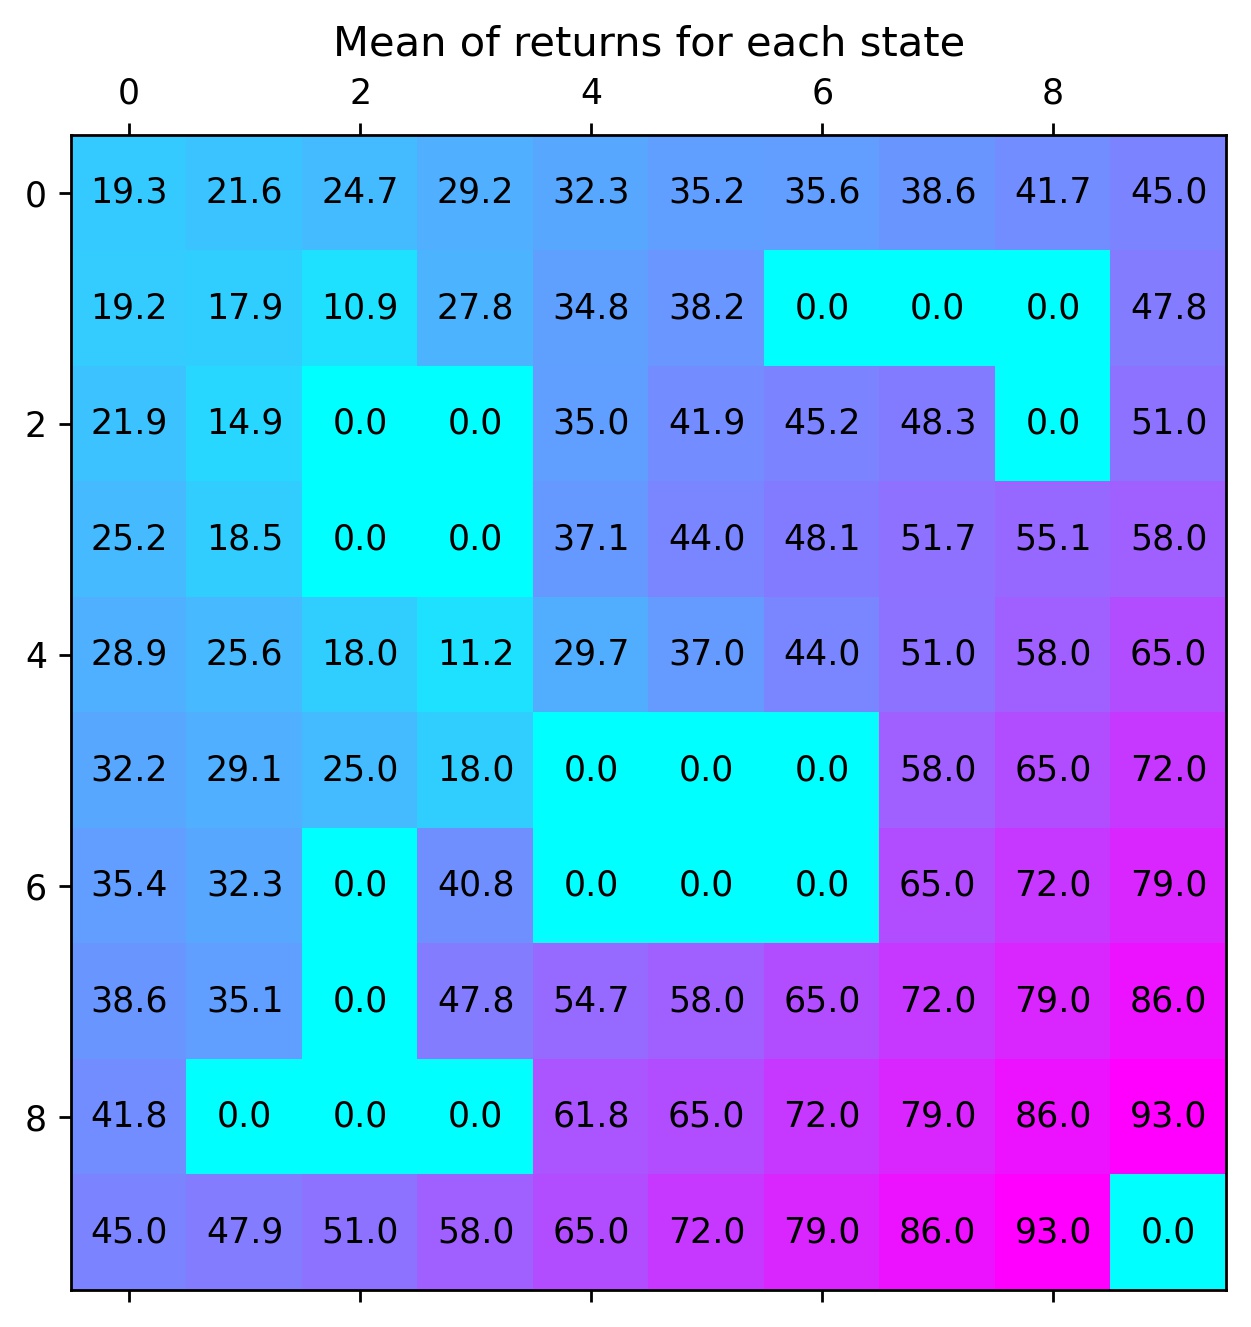 Mean of returns for each state
0 2 4 6 8
0 19.3 21.6 24.7 29.2 32.3 35.2 35.6 38.6 41.7 45.0
19.2 17.9 10.9 27.8 34.8 38.2 0.0 0.0 0.0 47.8
2 21.9 14.9 0.0 0.0 35.0 41.9 45.2 48.3 0.0 51.0
25.2 18.5 0.0 0.0 37.1 44.0 48.1 51.7 55.1 58.0
4 28.9 25.6 18.0 11.2 29.7 37.0 44.0 51.0 58.0 65.0
32.2 29.1 25.0 18.0 0.0 0.0 0.0 58.0 65.0 72.0
6 35.4 32.3 0.0 40.8 0.0 0.0 0.0 65.0 72.0 79.0
38.6 35.1 0.0 47.8 54.7 58.0 65.0 72.0 79.0 86.0
8 41.8 0.0 0.0 0.0 61.8 65.0 72.0 79.0 86.0 93.0
45.0 47.9 51.0 58.0 65.0 72.0 79.0 86.0 93.0 0.0